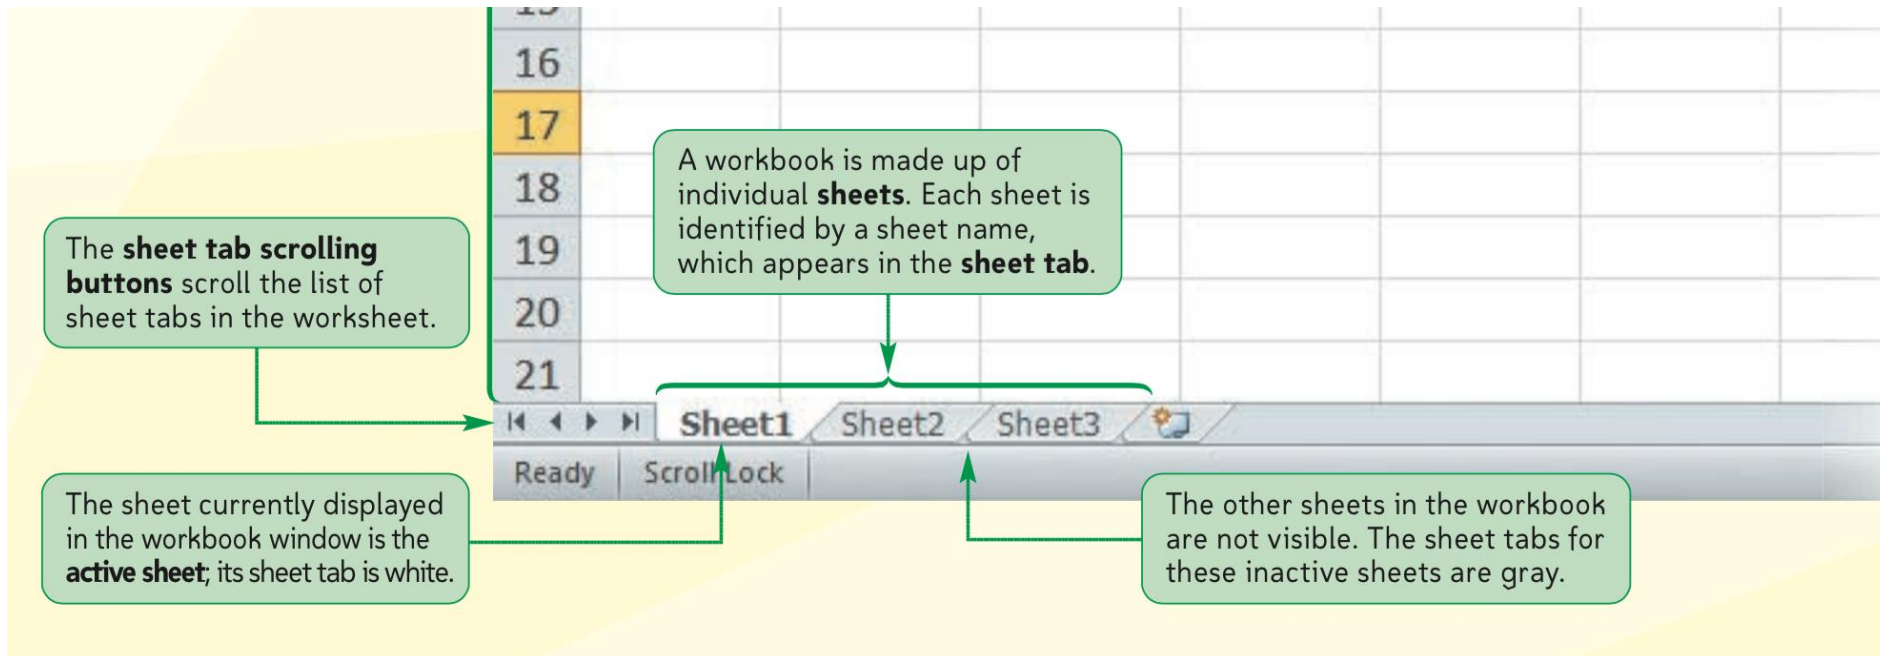 16
17
18
19
20
21
A workbook is made up of
individual sheets. Each sheet is
identified by a sheet name,
which appears in the sheet tab.
The sheet tab scrolling
buttons scroll the list of
sheet tabs in the worksheet.
Sheet1 Sheet2 Sheet3
Ready Scroll Lock
The sheet currently displayed
in the workbook window is the
active sheet; its sheet tab is white.
The other sheets in the workbook
are not visible. The sheet tabs for
these inactive sheets are gray.